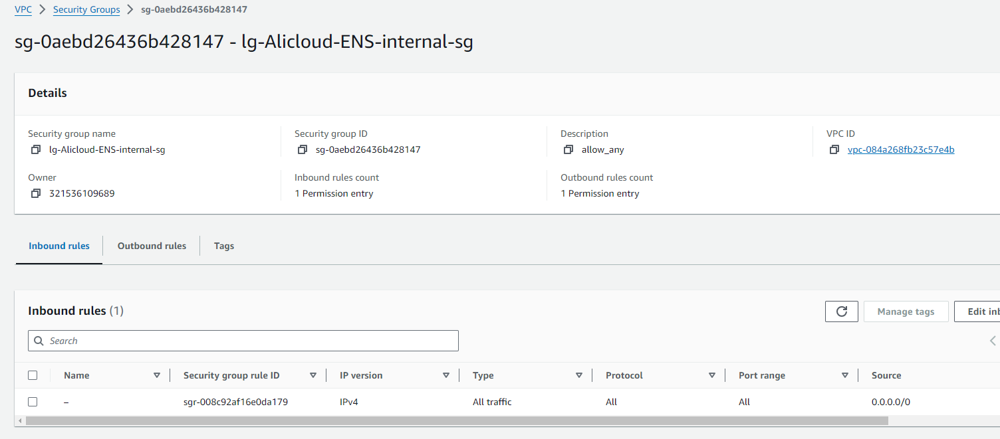 VPC > Security Groups > sg-0aebd26436b428147
sg-0aebd26436b428147 - lg-Alicloud-ENS-internal-sg
Details
Security group name
lg-Alicloud-ENS-internal-sg
Security group ID
sg-0aebd26436b428147
Description
allow_any
VPC ID
vpc-084a268fb23c57e4b
Owner
321536109689
Inbound rules count
1 Permission entry
Outbound rules count
1 Permission entry
Inbound rules Outbound rules Tags
Inbound rules (1)
Manage tags Edit inb
Search
Name Security group rule ID IP version Type Protocol Port range Source
– sgr-008c92af16e0da179 IPv4 All traffic All All 0.0.0.0/0